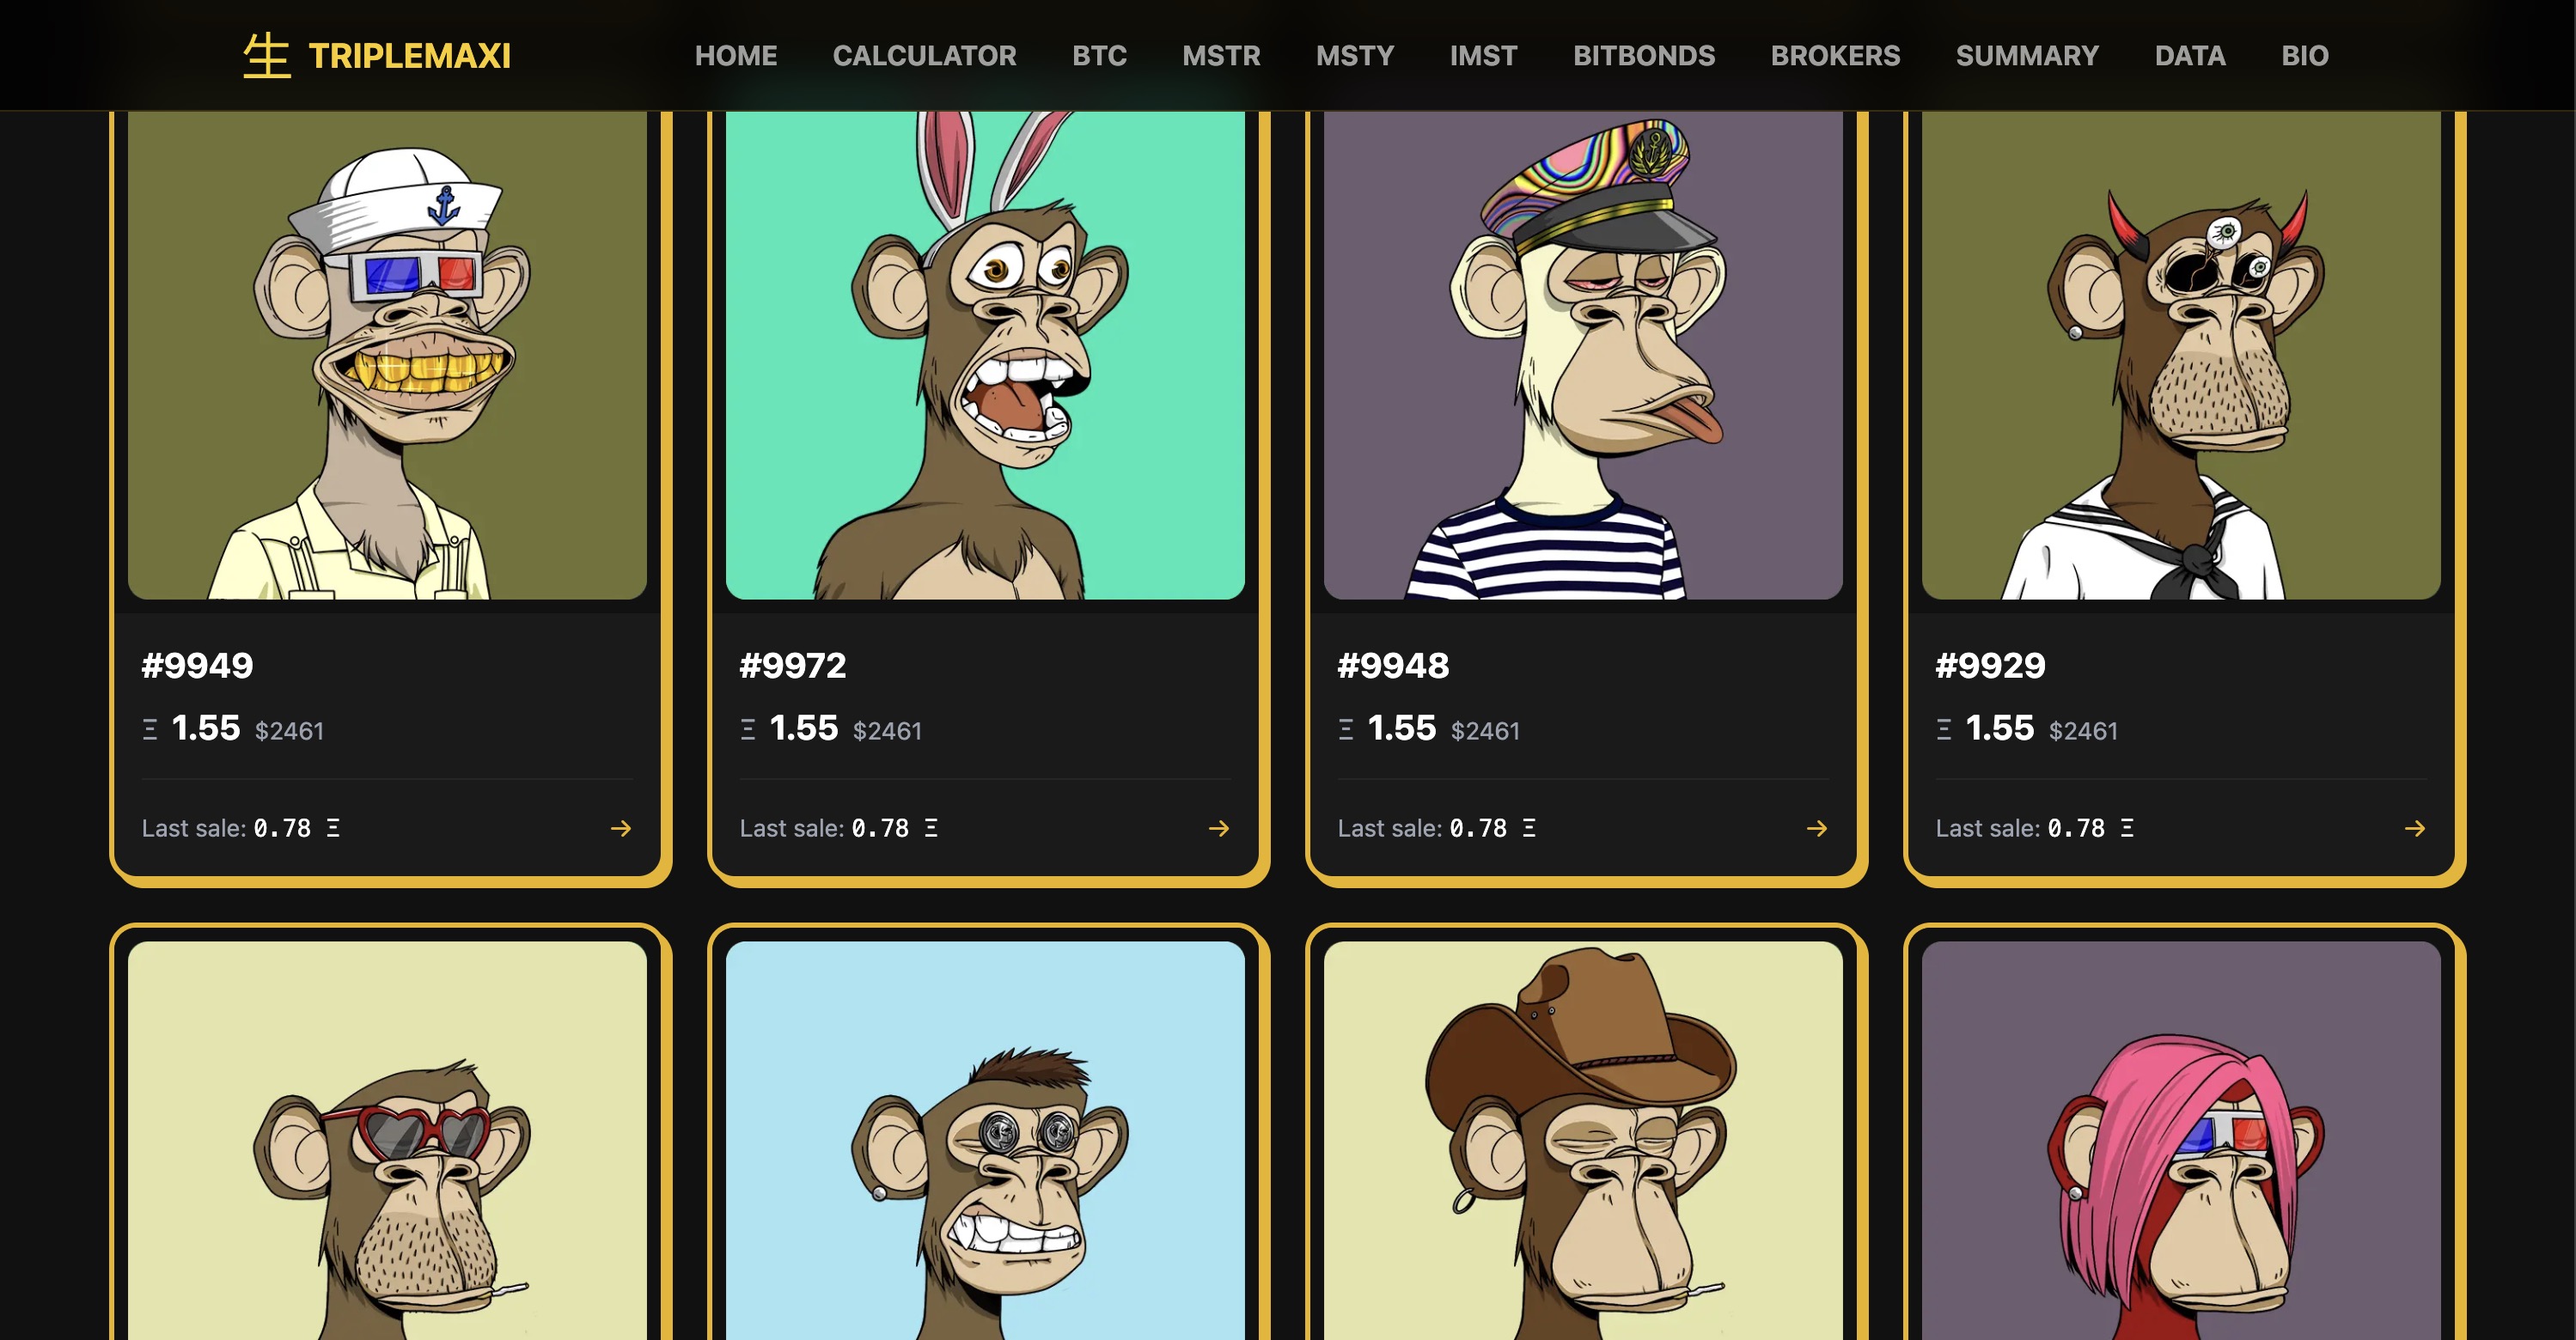 生 TRIPLEMAXI HOME CALCULATOR BTC MSTR MSTY IMST BITBONDS BROKERS SUMMARY DATA BIO
#9949
Ξ 1.55 $2461
Last sale: 0.78 Ξ →
#9972
Ξ 1.55 $2461
Last sale: 0.78 Ξ →
#9948
Ξ 1.55 $2461
Last sale: 0.78 Ξ →
#9929
Ξ 1.55 $2461
Last sale: 0.78 Ξ →